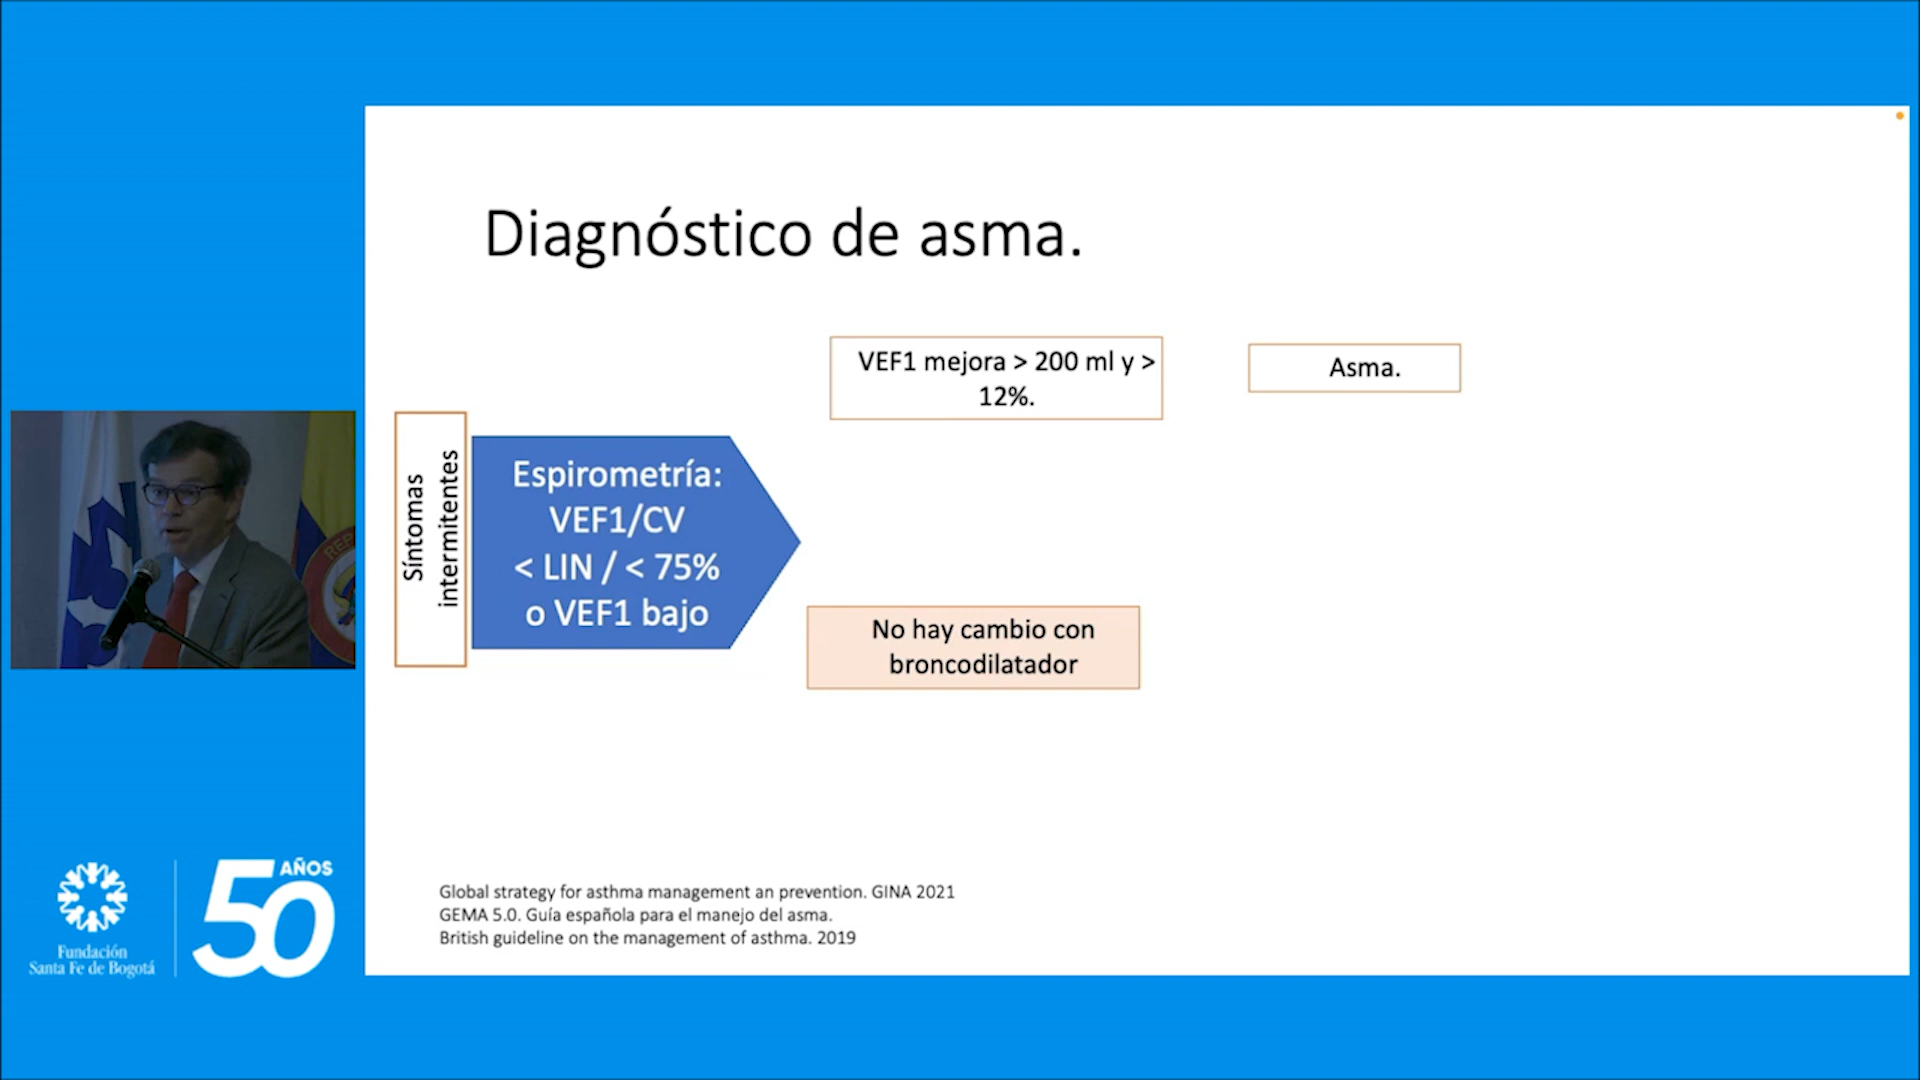 Diagnóstico de asma.
VEF1 mejora > 200 ml y >
12%.
Asma.
Síntomas
intermitentes
Espirometría:
VEF1/CV
< LIN / < 75%
o VEF1 bajo
No hay cambio con
broncodilatador
Global strategy for asthma management an prevention. GINA 2021
GEMA 5.0. Guía española para el manejo del asma.
British guideline on the management of asthma. 2019
Fundación
Santa Fe de Bogotá
50 AÑOS
REP